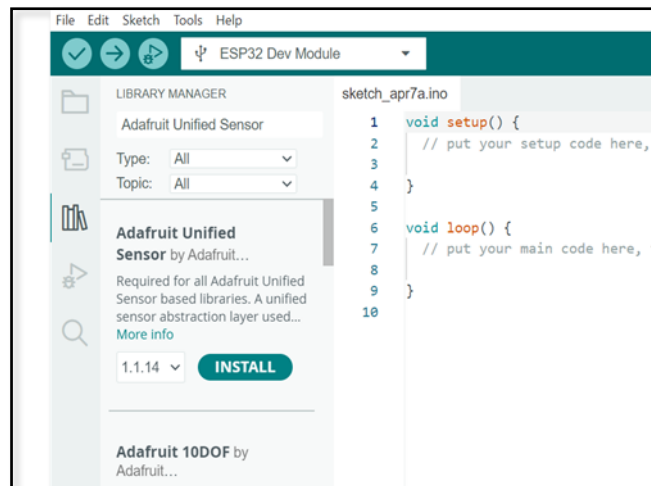 File Edit Sketch Tools Help
ESP32 Dev Module
LIBRARY MANAGER
Adafruit Unified Sensor
Type: All
Topic: All
Adafruit Unified
Sensor by Adafruit...
Required for all Adafruit Unified
Sensor based libraries. A unified
sensor abstraction layer used...
More info
1.1.14 INSTALL
Adafruit 10DOF by
Adafruit...
sketch_apr7a.ino
1 void setup() {
2 // put your setup code here,
3
4 }
5
6 void loop() {
7 // put your main code here,
8
9 }
10